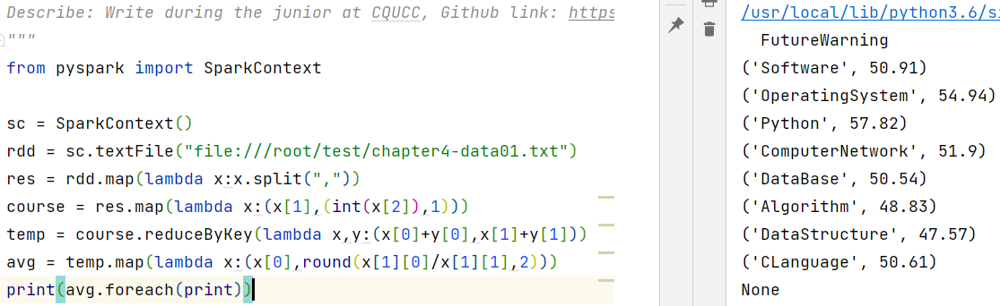 Describe: Write during the junior at CQUCC, Github link: https
"""
from pyspark import SparkContext
sc = SparkContext()
rdd = sc.textFile("file:///root/test/chapter4-data01.txt")
res = rdd.map(lambda x:x.split(","))
course = res.map(lambda x:(x[1],(int(x[2]),1)))
temp = course.reduceByKey(lambda x,y:(x[0]+y[0],x[1]+y[1]))
avg = temp.map(lambda x:(x[0],round(x[1][0]/x[1][1],2)))
print(avg.foreach(print))
/usr/local/lib/python3.6/si
FutureWarning
('Software', 50.91)
('OperatingSystem', 54.94)
('Python', 57.82)
('ComputerNetwork', 51.9)
('DataBase', 50.54)
('Algorithm', 48.83)
('DataStructure', 47.57)
('CLanguage', 50.61)
None